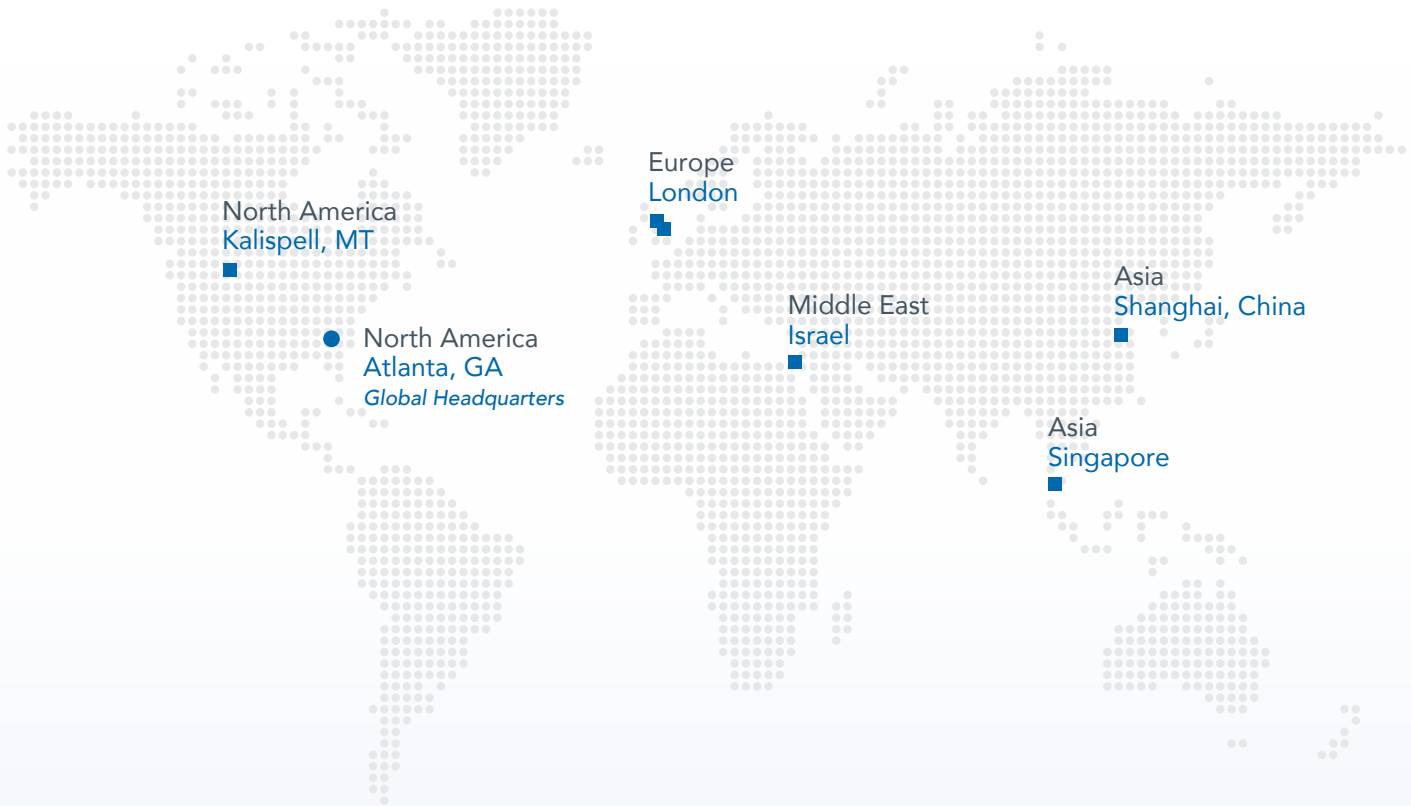 Europe
London
North America
Kalispell, MT
Asia
Shanghai, China
Middle East
Israel
North America
Atlanta, GA
Global Headquarters
Asia
Singapore